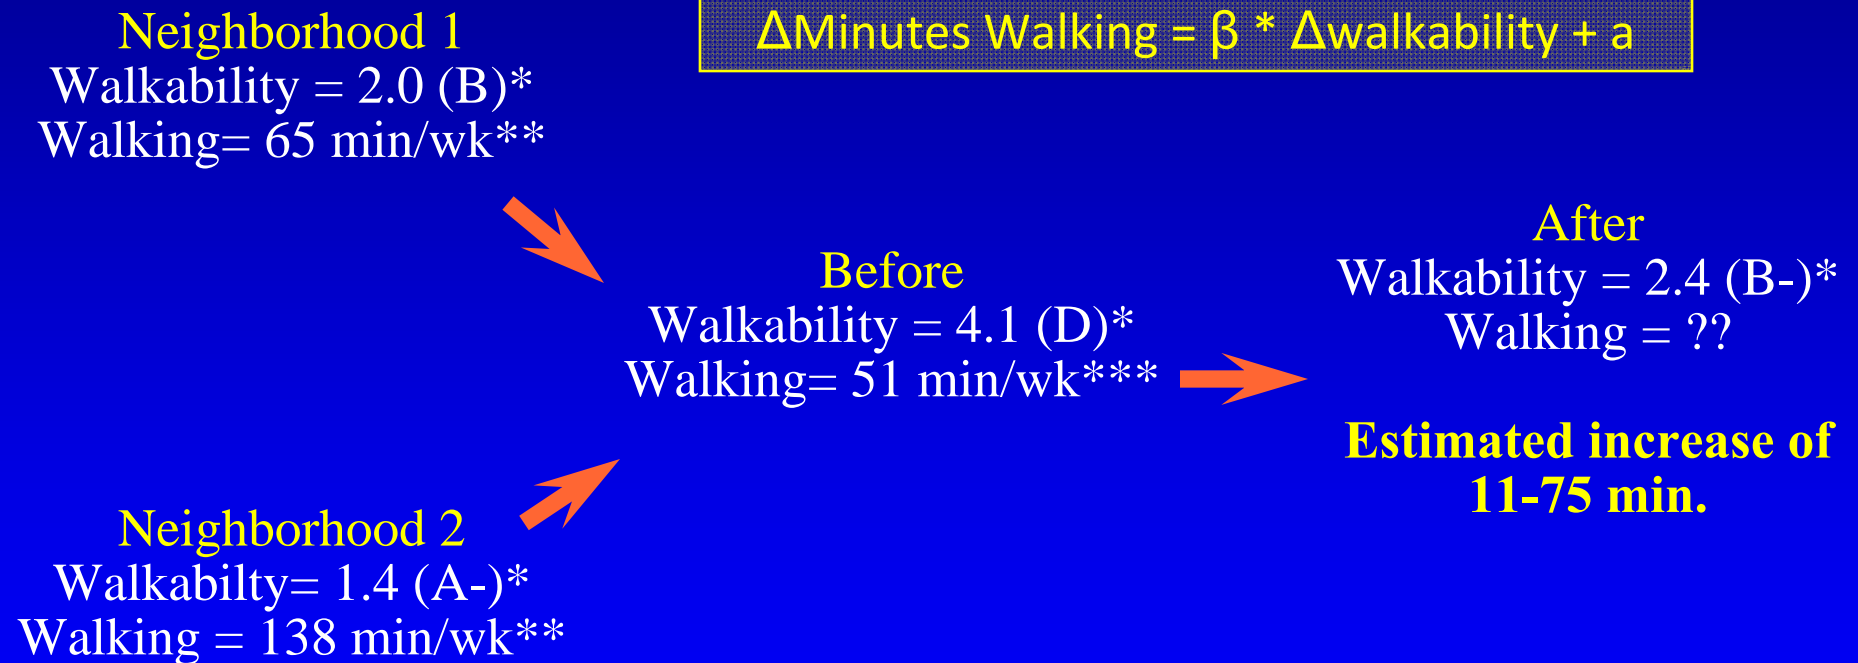 Neighborhood 1
Walkability = 2.0 (B)*
Walking= 65 min/wk**
ΔMinutes Walking = β * Δwalkability + a
Before
Walkability = 4.1 (D)*
Walking= 51 min/wk***
After
Walkability = 2.4 (B-)*
Walking = ??
Estimated increase of
11-75 min.
Neighborhood 2
Walkabilty= 1.4 (A-)*
Walking = 138 min/wk**